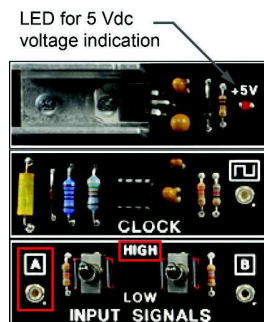 LED for 5 Vdc
voltage indication
+5V
CLOCK
A
HIGH
B
LOW
INPUT SIGNALS